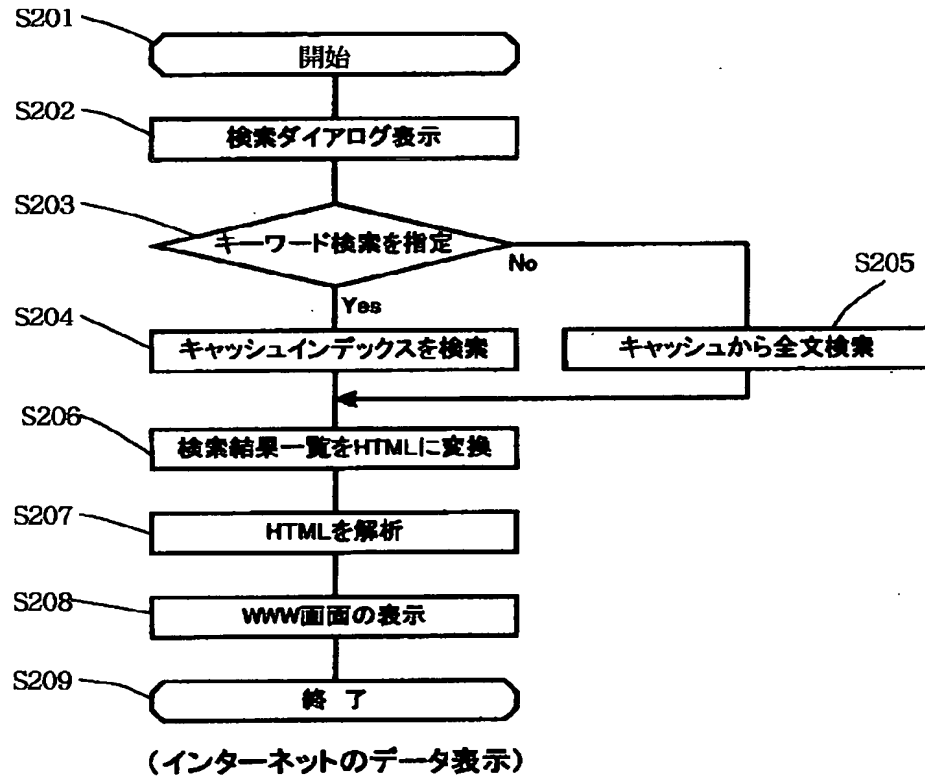 S201
開始
S202
検索ダイアログ表示
S203
キーワード検索を指定
No
Yes
S204
キャッシュインデックスを検索
S205
キャッシュから全文検索
S206
検索結果一覧をHTMLに変換
S207
HTMLを解析
S208
WWW画面の表示
S209
終 了
(インターネットのデータ表示)